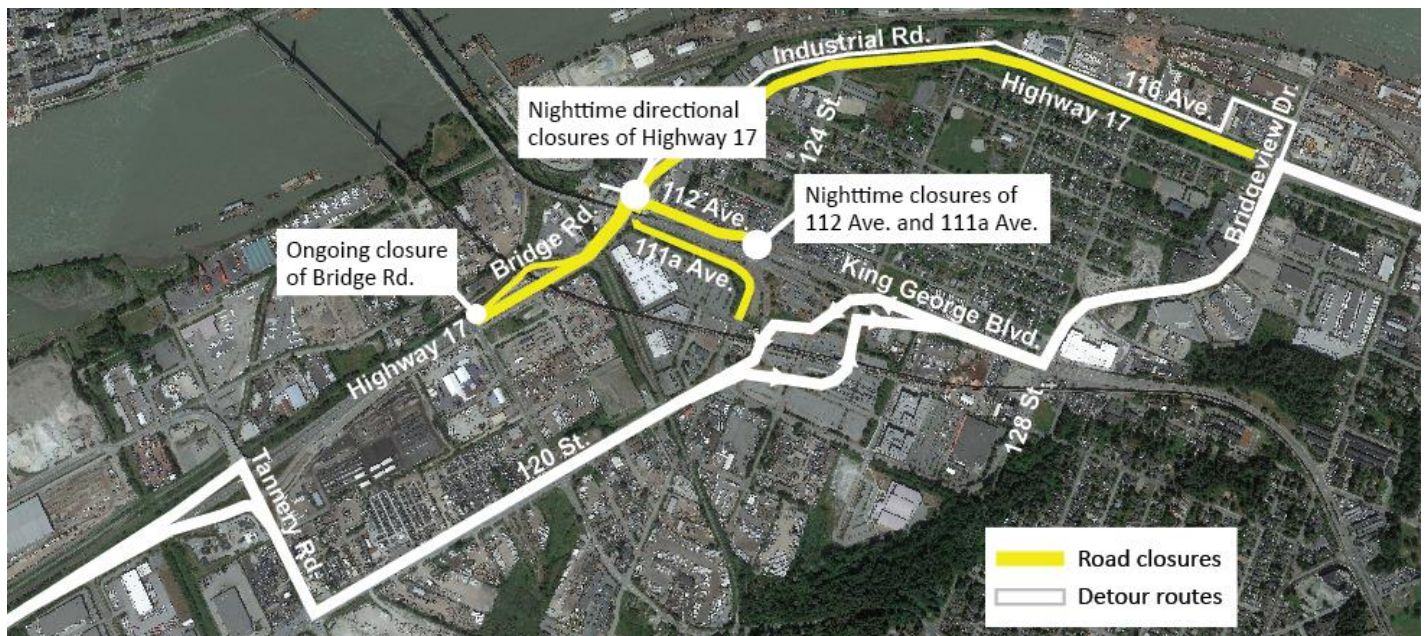 Industrial Rd.
116 Ave.
Highway 17
Bridgeview Dr.
124 St.
Nighttime directional
closures of Highway 17
112 Ave.
Nighttime closures of
112 Ave. and 111a Ave.
Bridge Rd.
111a Ave.
Ongoing closure
of Bridge Rd.
King George Blvd.
Highway 17
128 St.
120 St.
Tannery Rd.
Road closures
Detour routes